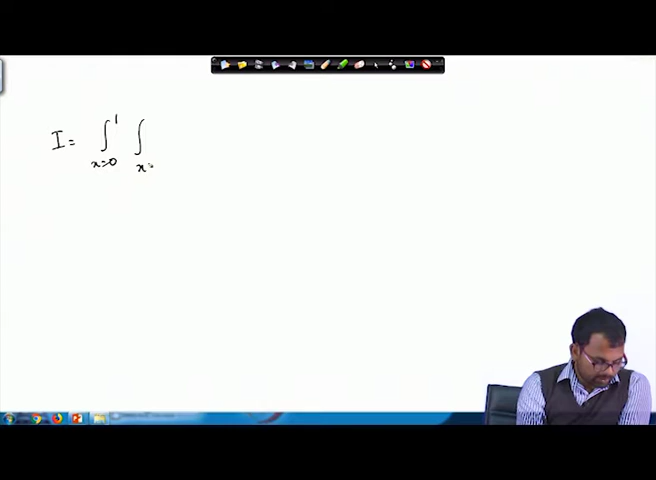 I = ∫_{x=0}^{1} ∫_{x=